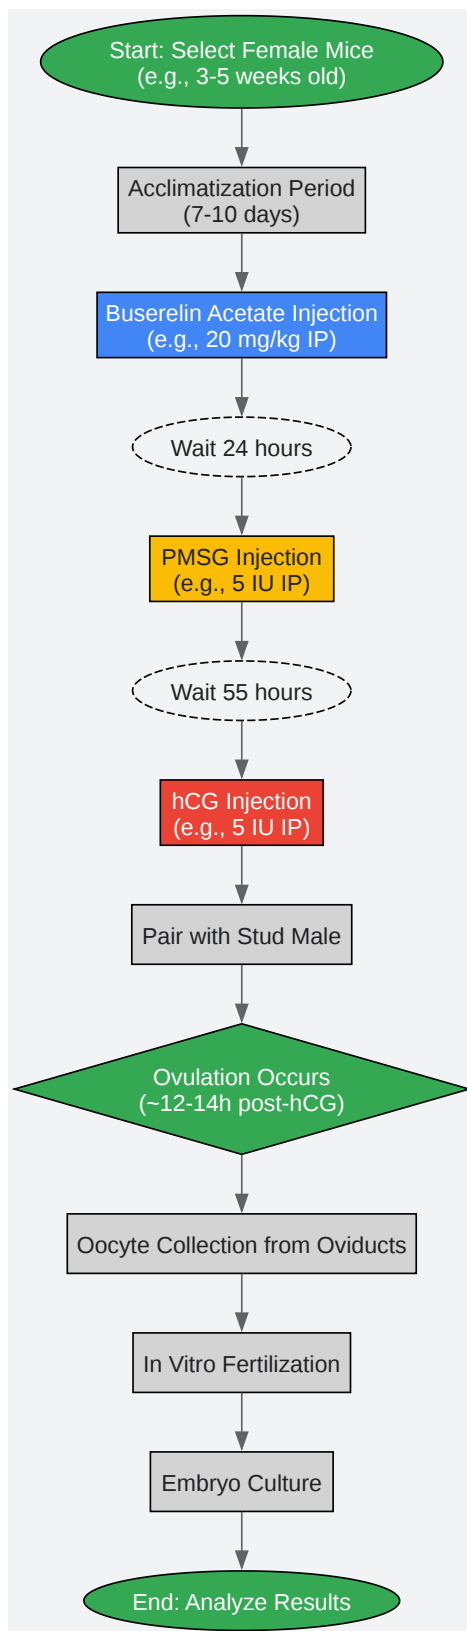 Start: Select Female Mice
(e.g., 3-5 weeks old)
Acclimatization Period
(7-10 days)
Buserelin Acetate Injection
(e.g., 20 mg/kg IP)
Wait 24 hours
PMSG Injection
(e.g., 5 IU IP)
Wait 55 hours
hCG Injection
(e.g., 5 IU IP)
Pair with Stud Male
Ovulation Occurs
(~12-14h post-hCG)
Oocyte Collection from Oviducts
In Vitro Fertilization
Embryo Culture
End: Analyze Results